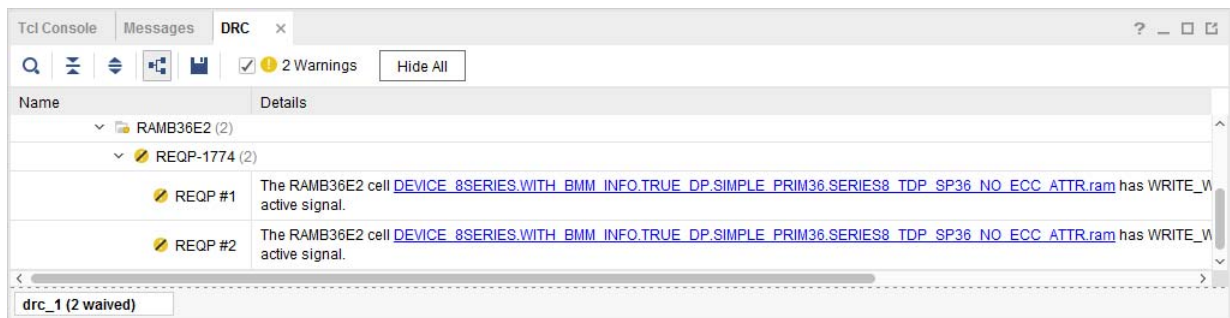 Tcl Console Messages DRC × ? _
2 Warnings Hide All
Name Details
RAMB36E2 (2)
REQP-1774 (2)
REQP #1 The RAMB36E2 cell DEVICE_8SERIES.WITH_BMM_INFO.TRUE_DP.SIMPLE_PRIM36.SERIES8_TDP_SP36_NO_ECC_ATTR.ram has WRITE_W
active signal.
REQP #2 The RAMB36E2 cell DEVICE_8SERIES.WITH_BMM_INFO.TRUE_DP.SIMPLE_PRIM36.SERIES8_TDP_SP36_NO_ECC_ATTR.ram has WRITE_W
active signal.
drc_1 (2 waived)